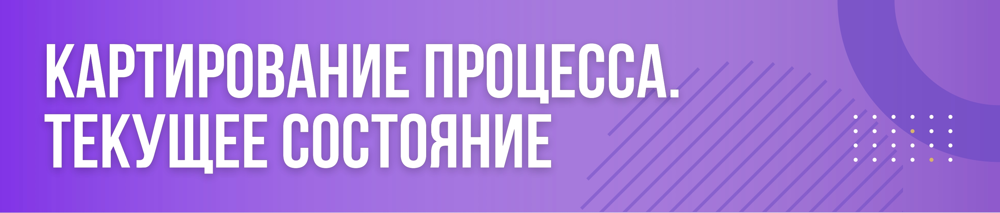 КАРТИРОВАНИЕ ПРОЦЕССА.
ТЕКУЩЕЕ СОСТОЯНИЕ